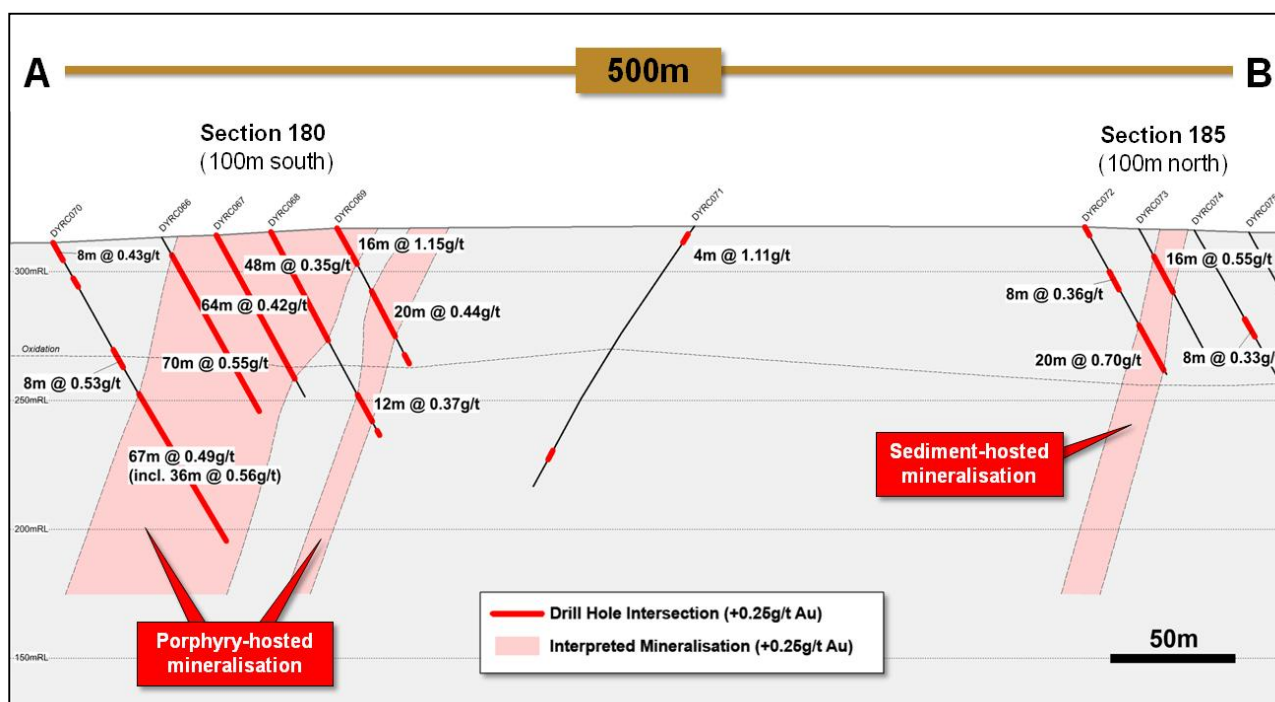 A
500m
B
Section 180
(100m south)
Section 185
(100m north)
DYRC070
DYRC066
DYRC067
DYRC068
DYRC069
DYRC071
DYRC072
DYRC073
DYRC074
8m @ 0.43g/t
48m @ 0.35g/t
16m @ 1.15g/t
4m @ 1.11g/t
16m @ 0.55g/t
300mRL
64m @ 0.42g/t
20m @ 0.44g/t
8m @ 0.36g/t
Oxidation
70m @ 0.55g/t
20m @ 0.70g/t
8m @ 0.33g/t
8m @ 0.53g/t
250mRL
12m @ 0.37g/t
67m @ 0.49g/t
(incl. 36m @ 0.56g/t)
Sediment-hosted
mineralisation
200mRL
Porphyry-hosted
mineralisation
Drill Hole Intersection (+0.25g/t Au)
Interpreted Mineralisation (+0.25g/t Au)
50m
150mRL